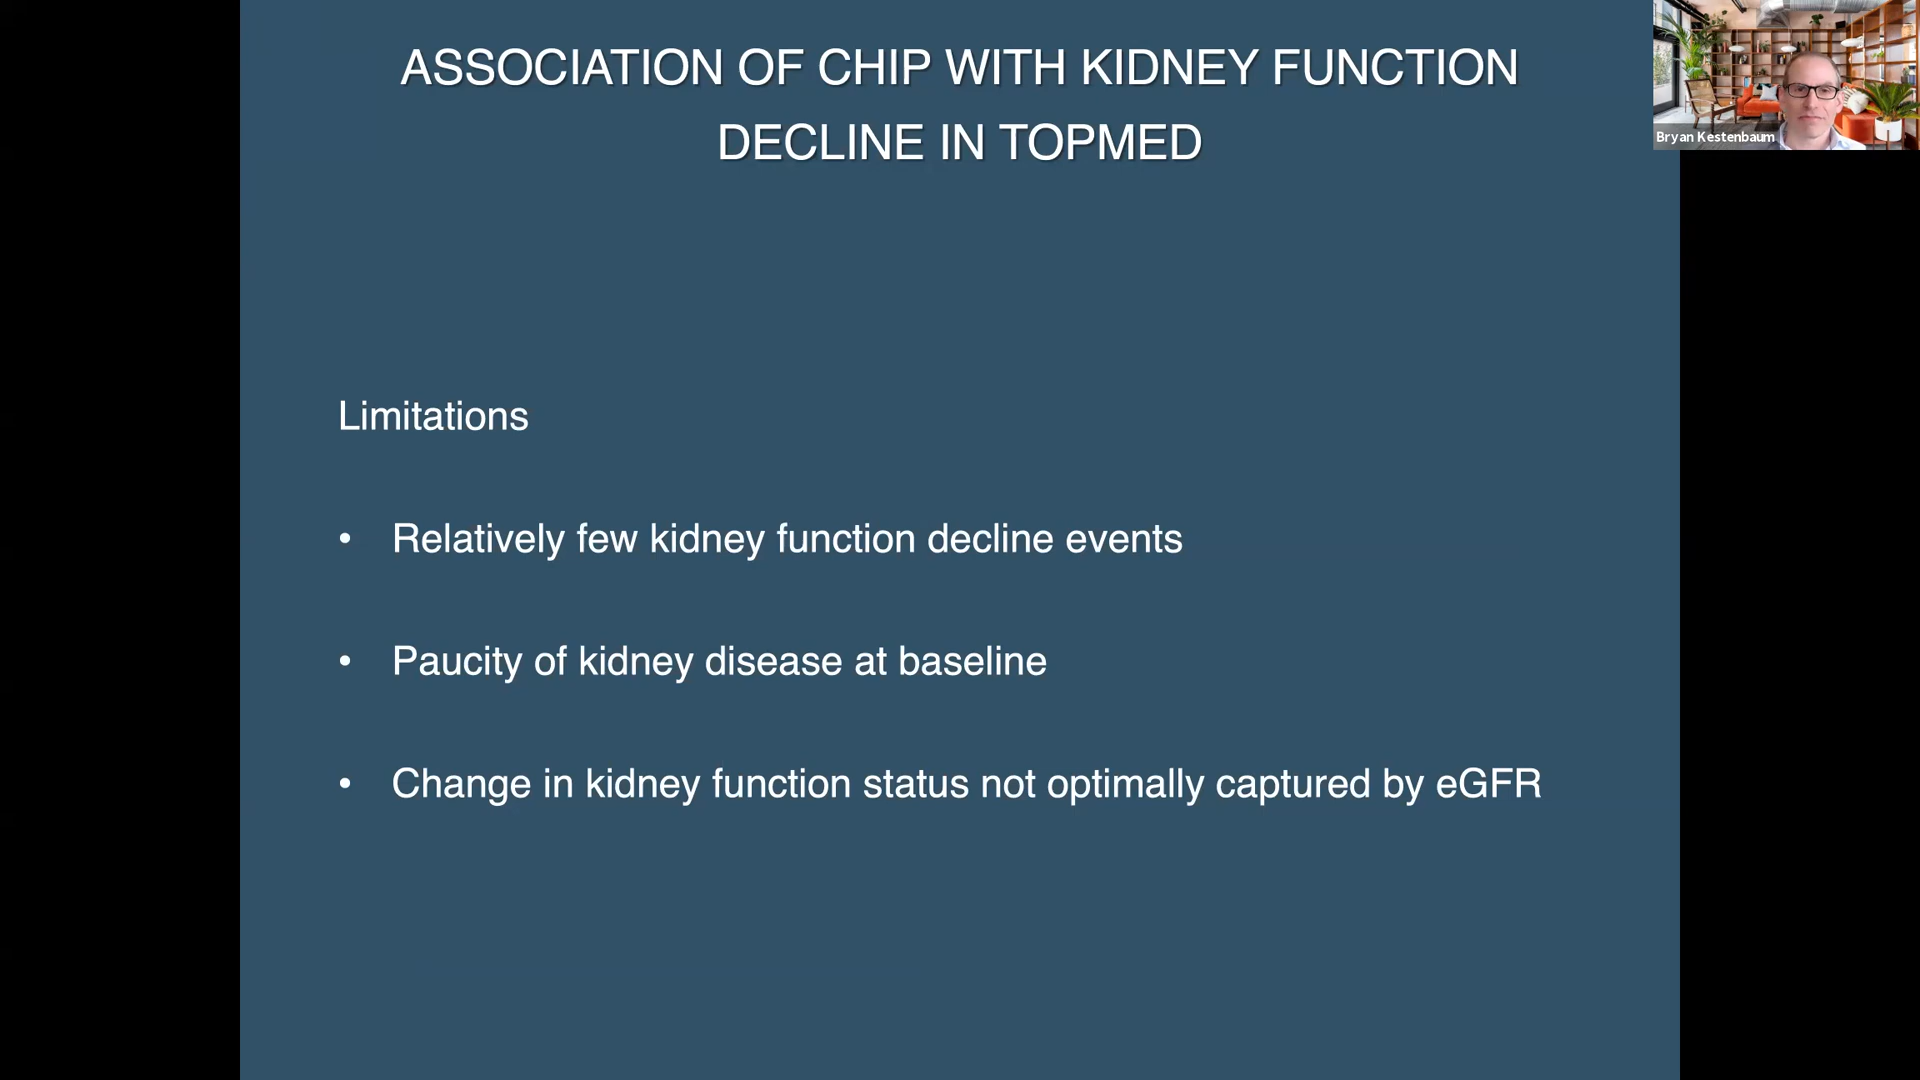 ASSOCIATION OF CHIP WITH KIDNEY FUNCTION
DECLINE IN TOPMED
Bryan Kestenbaum
Limitations
• Relatively few kidney function decline events
• Paucity of kidney disease at baseline
• Change in kidney function status not optimally captured by eGFR